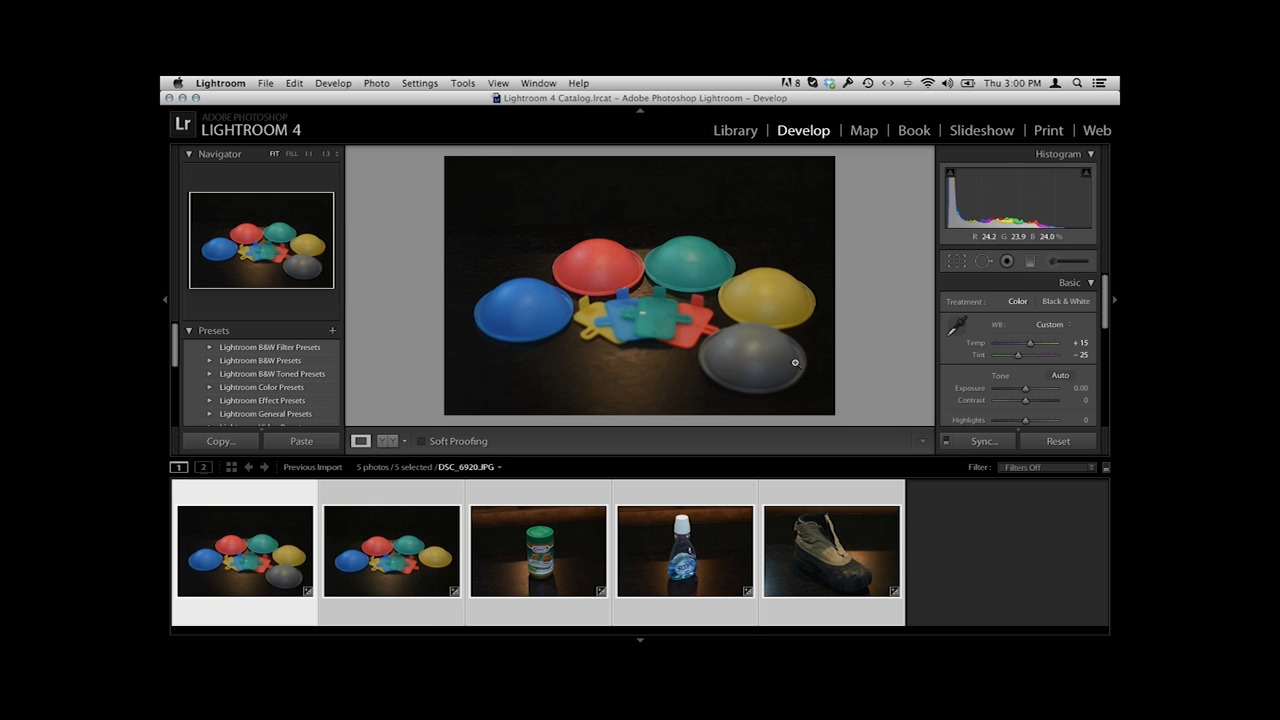 Lightroom File Edit Develop Photo Settings Tools View Window Help 8 Thu 3:00 PM
Lightroom 4 Catalog.lrcat – Adobe Photoshop Lightroom – Develop
Lr ADOBE PHOTOSHOP
LIGHTROOM 4
Library | Develop | Map | Book | Slideshow | Print | Web
Navigator FIT FILL 1:1 1:3
Histogram
R 24.2 G 23.9 B 24.0 %
Basic
Treatment : Color Black & White
WB: Custom
Temp + 15
Tint – 25
Tone Auto
Exposure 0.00
Contrast 0
Highlights 0
Presets +
Lightroom B&W Filter Presets
Lightroom B&W Presets
Lightroom B&W Toned Presets
Lightroom Color Presets
Lightroom Effect Presets
Lightroom General Presets
Copy... Paste
Soft Proofing
Sync... Reset
1 2 Previous Import 5 photos/5 selected /DSC_6920.JPG
Filter : Filters Off